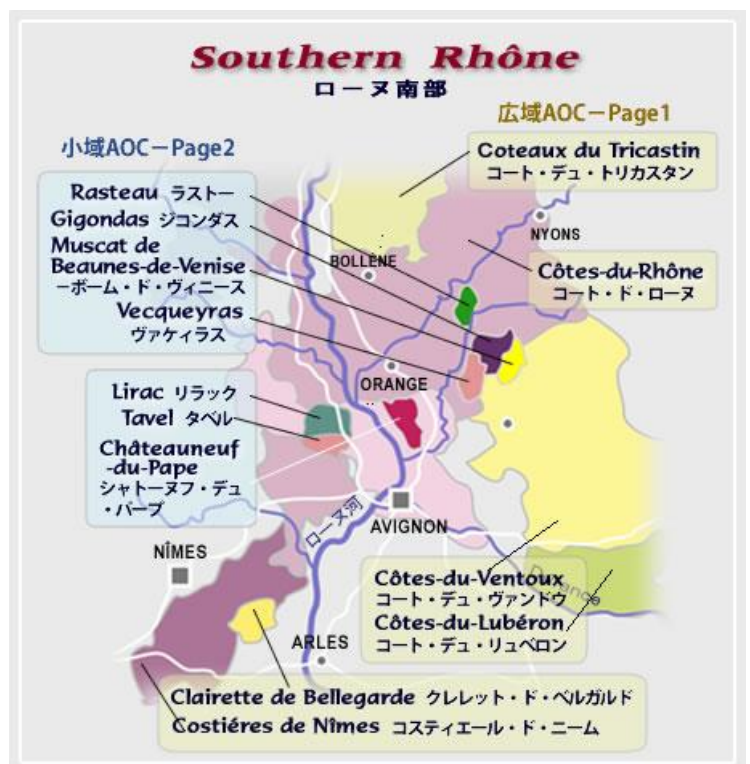 Southern Rhône
ローヌ南部
広域AOC－Page1
小域AOC－Page2
Coteaux du Tricastin
コート・デュ・トリカスタン
Rasteau ラストー
Gigondas ジコンダス
Muscat de
Beaunes-de-Venise
－ボーム・ド・ヴィニース
Vecqueyras
ヴァケィラス
NYONS
BOLLÈNE
Côtes-du-Rhône
コート・ド・ローヌ
ORANGE
Lirac リラック
Tavel タベル
Châteauneuf
-du-Pape
シャトーヌフ・デュ
・パープ
ローヌ河
AVIGNON
NÎMES
Durance
Côtes-du-Ventoux
コート・デュ・ヴァンドウ
Côtes-du-Lubéron
コート・デュ・リュベロン
ARLES
Clairette de Bellegarde クレレット・ド・ベルガルド
Costiéres de Nîmes コスティエール・ド・ニーム